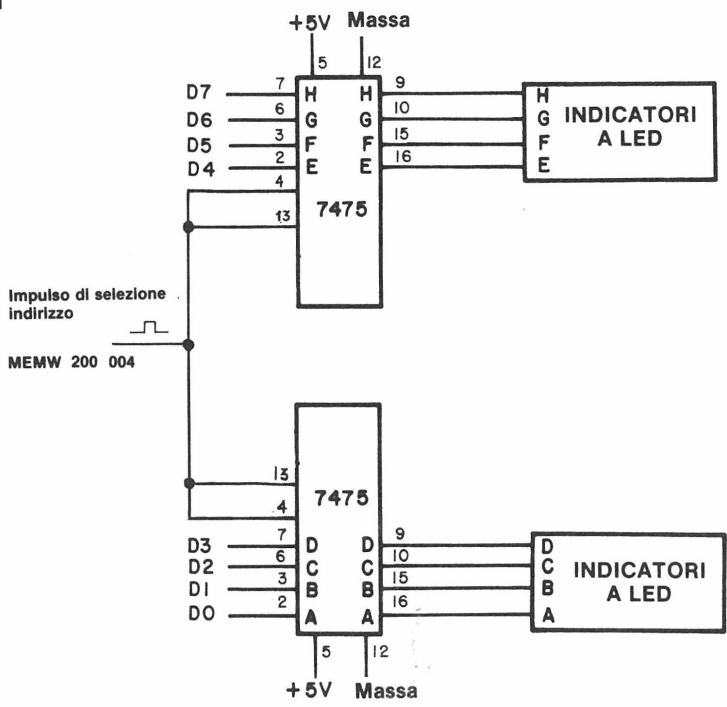 +5V Massa
5 12
D7 7 H H 9 H
D6 6 G G 10 G
D5 3 F F 15 F
D4 2 E E 16 E
INDICATORI
A LED
4
13
7475
Impulso di selezione
indirizzo
MEMW 200 004
13
4
7475
D3 7 D D 9 D
D2 6 C C 10 C
D1 3 B B 15 B
D0 2 A A 16 A
INDICATORI
A LED
5 12
+5V Massa